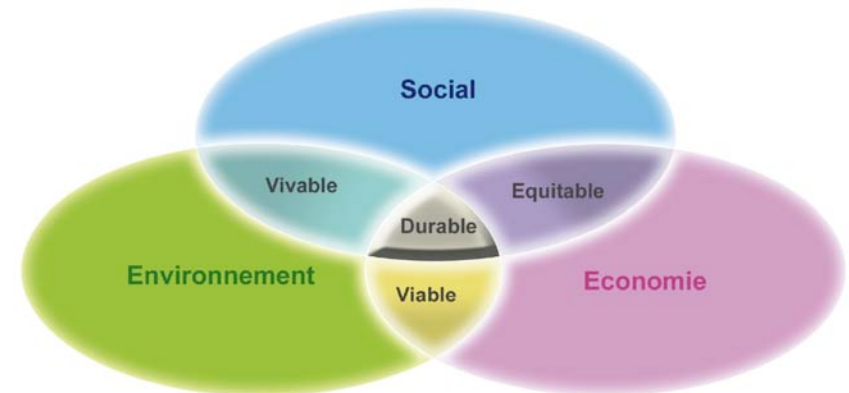 Social
Vivable
Equitable
Durable
Environnement
Economie
Viable